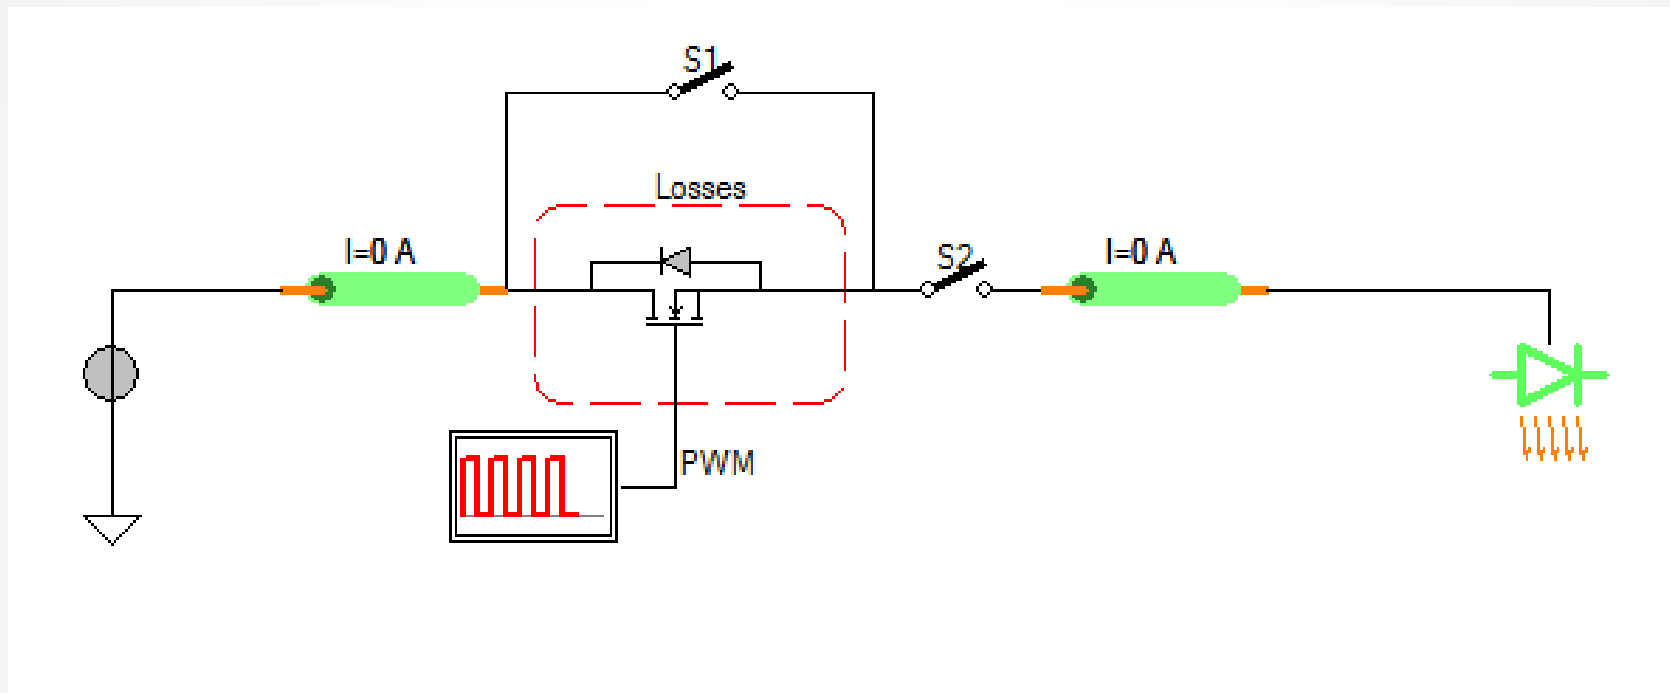 S1
Losses
I=0 A
S2
I=0 A
PWM